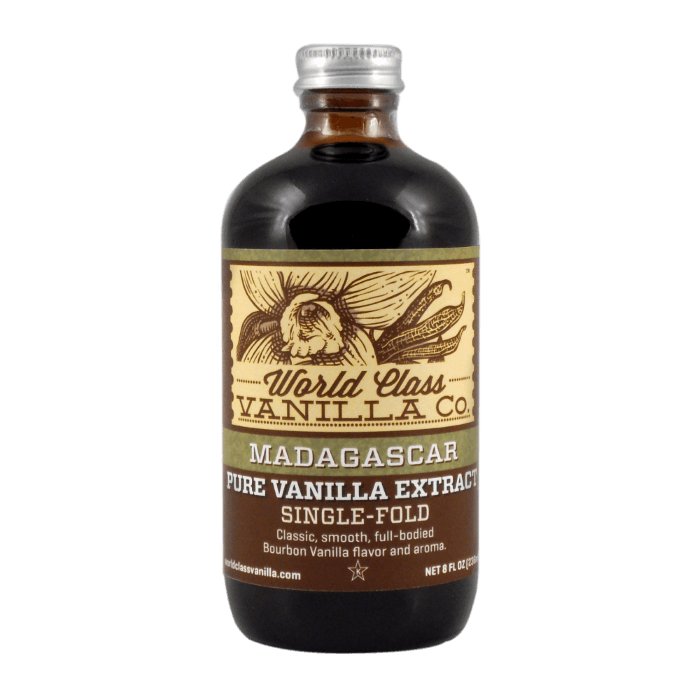 ™
World Class
VANILLA Co.
MADAGASCAR
PURE VANILLA EXTRACT
SINGLE-FOLD
Classic, smooth, full-bodied
Bourbon Vanilla flavor and aroma.
worldclassvanilla.com
K
NET 8 FL OZ